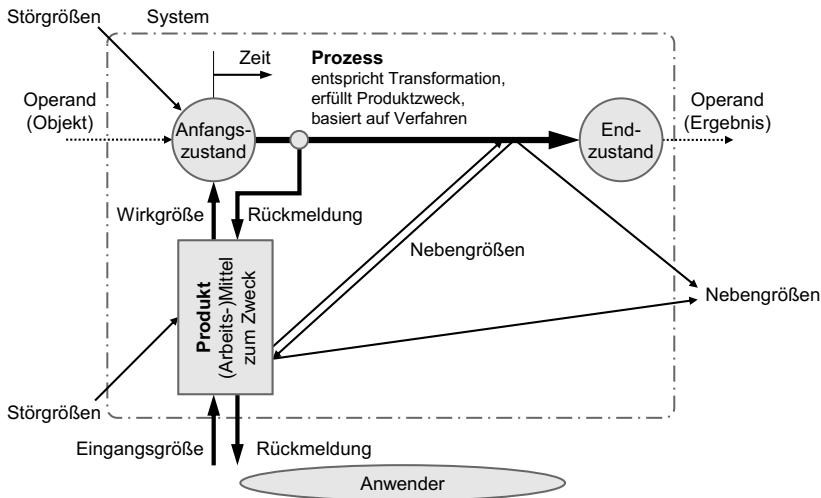 Störgrößen
System
Zeit
Prozess
entspricht Transformation,
erfüllt Produktzweck,
basiert auf Verfahren
Operand
(Objekt)
Anfangs-
zustand
End-
zustand
Operand
(Ergebnis)
Wirkgröße
Rückmeldung
Nebengrößen
Produkt
(Arbeits-)Mittel
zum Zweck
Nebengrößen
Störgrößen
Eingangsgröße
Rückmeldung
Anwender